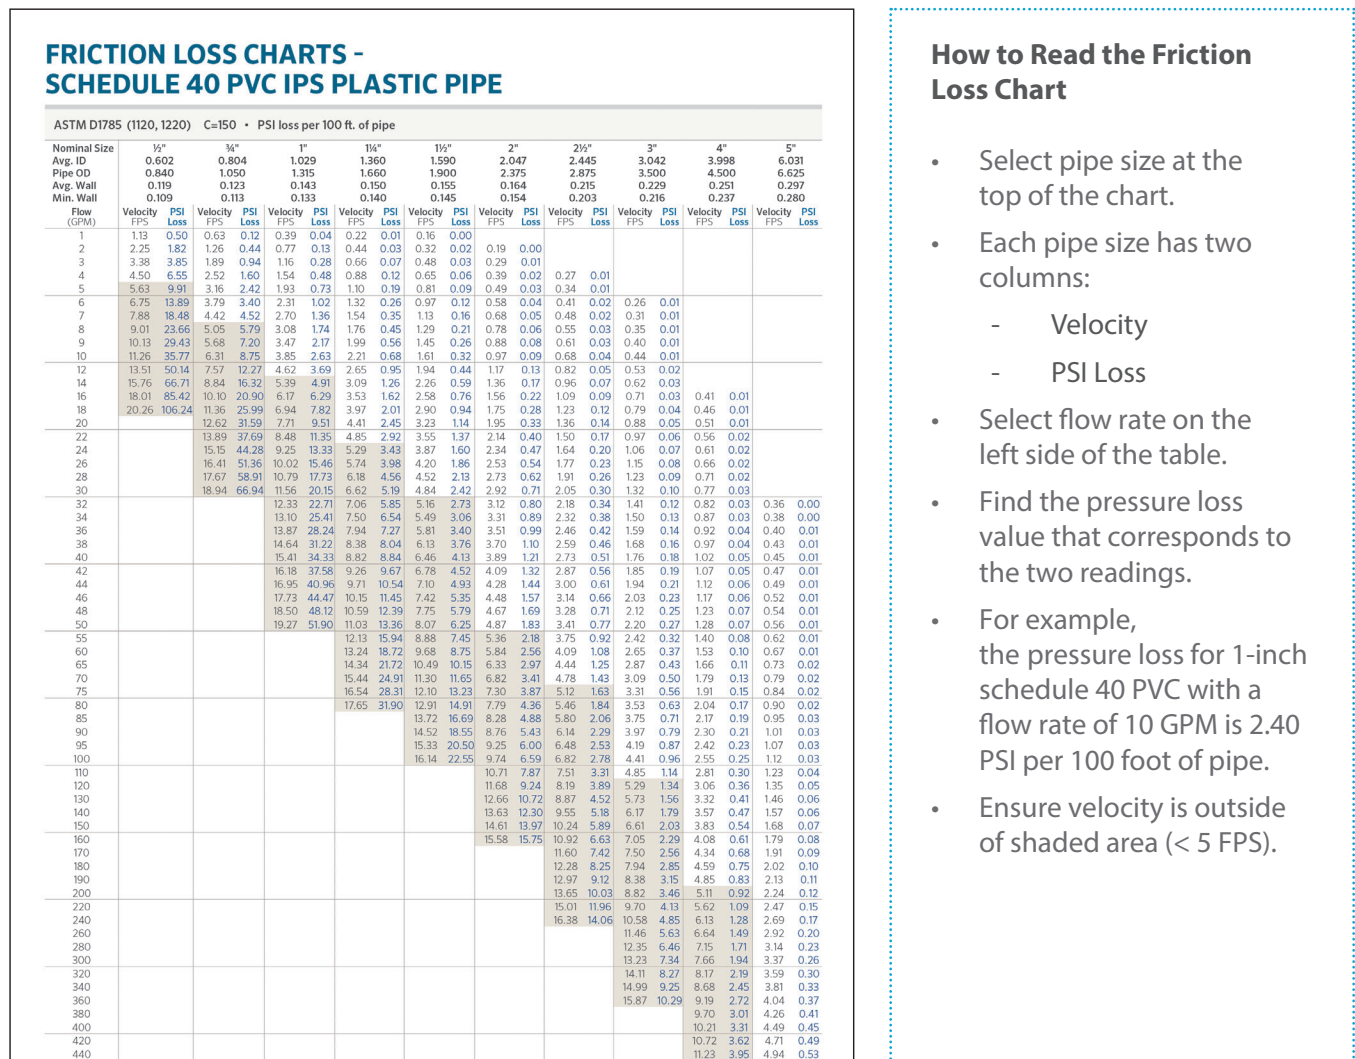 FRICTION LOSS CHARTS -
SCHEDULE 40 PVC IPS PLASTIC PIPE
ASTM D1785 (1120, 1220) C=150 • PSI loss per 100 ft. of pipe
Nominal Size ½" ¾" 1" 1¼" 1½" 2" 2½" 3" 4" 5"
Avg. ID 0.602 0.804 1.029 1.360 1.590 2.047 2.445 3.042 3.998 6.031
Pipe OD 0.840 1.050 1.315 1.660 1.900 2.375 2.875 3.500 4.500 6.625
Avg. Wall 0.119 0.123 0.143 0.150 0.155 0.164 0.215 0.229 0.251 0.297
Min. Wall 0.109 0.113 0.133 0.140 0.145 0.154 0.203 0.216 0.237 0.280
Flow Velocity PSI Velocity PSI Velocity PSI Velocity PSI Velocity PSI Velocity PSI Velocity PSI Velocity PSI Velocity PSI Velocity PSI
(GPM) FPS Loss FPS Loss FPS Loss FPS Loss FPS Loss FPS Loss FPS Loss FPS Loss FPS Loss FPS Loss
1 1.13 0.50 0.63 0.12 0.39 0.04 0.22 0.01 0.16 0.00
2 2.25 1.82 1.26 0.44 0.77 0.13 0.44 0.03 0.32 0.02 0.19 0.00
3 3.38 3.85 1.89 0.94 1.16 0.28 0.66 0.07 0.48 0.03 0.29 0.01
4 4.50 6.55 2.52 1.60 1.54 0.48 0.88 0.12 0.65 0.06 0.39 0.02 0.27 0.01
5 5.63 9.91 3.16 2.42 1.93 0.73 1.10 0.19 0.81 0.09 0.49 0.03 0.34 0.01
6 6.75 13.89 3.79 3.40 2.31 1.02 1.32 0.26 0.97 0.12 0.58 0.04 0.41 0.02 0.26 0.01
7 7.88 18.48 4.42 4.52 2.70 1.36 1.54 0.35 1.13 0.16 0.68 0.05 0.48 0.02 0.31 0.01
8 9.01 23.66 5.05 5.79 3.08 1.74 1.76 0.45 1.29 0.21 0.78 0.06 0.55 0.03 0.35 0.01
9 10.13 29.43 5.68 7.20 3.47 2.17 1.99 0.56 1.45 0.26 0.88 0.08 0.61 0.03 0.40 0.01
10 11.26 35.77 6.31 8.75 3.85 2.63 2.21 0.68 1.61 0.32 0.97 0.09 0.68 0.04 0.44 0.01
12 13.51 50.14 7.57 12.27 4.62 3.69 2.65 0.95 1.94 0.44 1.17 0.13 0.82 0.05 0.53 0.02
14 15.76 66.71 8.84 16.32 5.39 4.91 3.09 1.26 2.26 0.59 1.36 0.17 0.96 0.07 0.62 0.03
16 18.01 85.42 10.10 20.90 6.17 6.29 3.53 1.62 2.58 0.76 1.56 0.22 1.09 0.09 0.71 0.03 0.41 0.01
18 20.26 106.24 11.36 25.99 6.94 7.82 3.97 2.01 2.90 0.94 1.75 0.28 1.23 0.12 0.79 0.04 0.46 0.01
20 12.62 31.59 7.71 9.51 4.41 2.45 3.23 1.14 1.95 0.33 1.36 0.14 0.88 0.05 0.51 0.01
22 13.89 37.69 8.48 11.35 4.85 2.92 3.55 1.37 2.14 0.40 1.50 0.17 0.97 0.06 0.56 0.02
24 15.15 44.28 9.25 13.33 5.29 3.43 3.87 1.60 2.34 0.47 1.64 0.20 1.06 0.07 0.61 0.02
26 16.41 51.36 10.02 15.46 5.74 3.98 4.20 1.86 2.53 0.54 1.77 0.23 1.15 0.08 0.66 0.02
28 17.67 58.91 10.79 17.73 6.18 4.56 4.52 2.13 2.73 0.62 1.91 0.26 1.23 0.09 0.71 0.02
30 18.94 66.94 11.56 20.15 6.62 5.19 4.84 2.42 2.92 0.71 2.05 0.30 1.32 0.10 0.77 0.03
32 12.33 22.71 7.06 5.85 5.16 2.73 3.12 0.80 2.18 0.34 1.41 0.12 0.82 0.03 0.36 0.00
34 13.10 25.41 7.50 6.54 5.49 3.06 3.31 0.89 2.32 0.38 1.50 0.13 0.87 0.03 0.38 0.00
36 13.87 28.24 7.94 7.27 5.81 3.40 3.51 0.99 2.46 0.42 1.59 0.14 0.92 0.04 0.40 0.01
38 14.64 31.22 8.38 8.04 6.13 3.76 3.70 1.10 2.59 0.46 1.68 0.16 0.97 0.04 0.43 0.01
40 15.41 34.33 8.82 8.84 6.46 4.13 3.89 1.21 2.73 0.51 1.76 0.18 1.02 0.05 0.45 0.01
42 16.18 37.58 9.26 9.67 6.78 4.52 4.09 1.32 2.87 0.56 1.85 0.19 1.07 0.05 0.47 0.01
44 16.95 40.96 9.71 10.54 7.10 4.93 4.28 1.44 3.00 0.61 1.94 0.21 1.12 0.06 0.49 0.01
46 17.73 44.47 10.15 11.45 7.42 5.35 4.48 1.57 3.14 0.66 2.03 0.23 1.17 0.06 0.52 0.01
48 18.50 48.12 10.59 12.39 7.75 5.79 4.67 1.69 3.28 0.71 2.12 0.25 1.23 0.07 0.54 0.01
50 19.27 51.90 11.03 13.36 8.07 6.25 4.87 1.83 3.41 0.77 2.20 0.27 1.28 0.07 0.56 0.01
55 12.13 15.94 8.88 7.45 5.36 2.18 3.75 0.92 2.42 0.32 1.40 0.08 0.62 0.01
60 13.24 18.72 9.68 8.75 5.84 2.56 4.09 1.08 2.65 0.37 1.53 0.10 0.67 0.01
65 14.34 21.72 10.49 10.15 6.33 2.97 4.44 1.25 2.87 0.43 1.66 0.11 0.73 0.02
70 15.44 24.91 11.30 11.65 6.82 3.41 4.78 1.43 3.09 0.50 1.79 0.13 0.79 0.02
75 16.54 28.31 12.10 13.23 7.30 3.87 5.12 1.63 3.31 0.56 1.91 0.15 0.84 0.02
80 17.65 31.90 12.91 14.91 7.79 4.36 5.46 1.84 3.53 0.63 2.04 0.17 0.90 0.02
85 13.72 16.69 8.28 4.88 5.80 2.06 3.75 0.71 2.17 0.19 0.95 0.03
90 14.52 18.55 8.76 5.43 6.14 2.29 3.97 0.79 2.30 0.21 1.01 0.03
95 15.33 20.50 9.25 6.00 6.48 2.53 4.19 0.87 2.42 0.23 1.07 0.03
100 16.14 22.55 9.74 6.59 6.82 2.78 4.41 0.96 2.55 0.25 1.12 0.03
110 10.71 7.87 7.51 3.31 4.85 1.14 2.81 0.30 1.23 0.04
120 11.68 9.24 8.19 3.89 5.29 1.34 3.06 0.36 1.35 0.05
130 12.66 10.72 8.87 4.52 5.73 1.56 3.32 0.41 1.46 0.06
140 13.63 12.30 9.55 5.18 6.17 1.79 3.57 0.47 1.57 0.06
150 14.61 13.97 10.24 5.89 6.61 2.03 3.83 0.54 1.68 0.07
160 15.58 15.75 10.92 6.63 7.05 2.29 4.08 0.61 1.79 0.08
170 11.60 7.42 7.50 2.56 4.34 0.68 1.91 0.09
180 12.28 8.25 7.94 2.85 4.59 0.75 2.02 0.10
190 12.97 9.12 8.38 3.15 4.85 0.83 2.13 0.11
200 13.65 10.03 8.82 3.46 5.11 0.92 2.24 0.12
220 15.01 11.96 9.70 4.13 5.62 1.09 2.47 0.15
240 16.38 14.06 10.58 4.85 6.13 1.28 2.69 0.17
260 11.46 5.63 6.64 1.49 2.92 0.20
280 12.35 6.46 7.15 1.71 3.14 0.23
300 13.23 7.34 7.66 1.94 3.37 0.26
320 14.11 8.27 8.17 2.19 3.59 0.30
340 14.99 9.25 8.68 2.45 3.81 0.33
360 15.87 10.29 9.19 2.72 4.04 0.37
380 9.70 3.01 4.26 0.41
400 10.21 3.31 4.49 0.45
420 10.72 3.62 4.71 0.49
440 11.23 3.95 4.94 0.53
How to Read the Friction
Loss Chart
• Select pipe size at the
top of the chart.
• Each pipe size has two
columns:
- Velocity
- PSI Loss
• Select flow rate on the
left side of the table.
• Find the pressure loss
value that corresponds to
the two readings.
• For example,
the pressure loss for 1-inch
schedule 40 PVC with a
flow rate of 10 GPM is 2.40
PSI per 100 foot of pipe.
• Ensure velocity is outside
of shaded area (< 5 FPS).